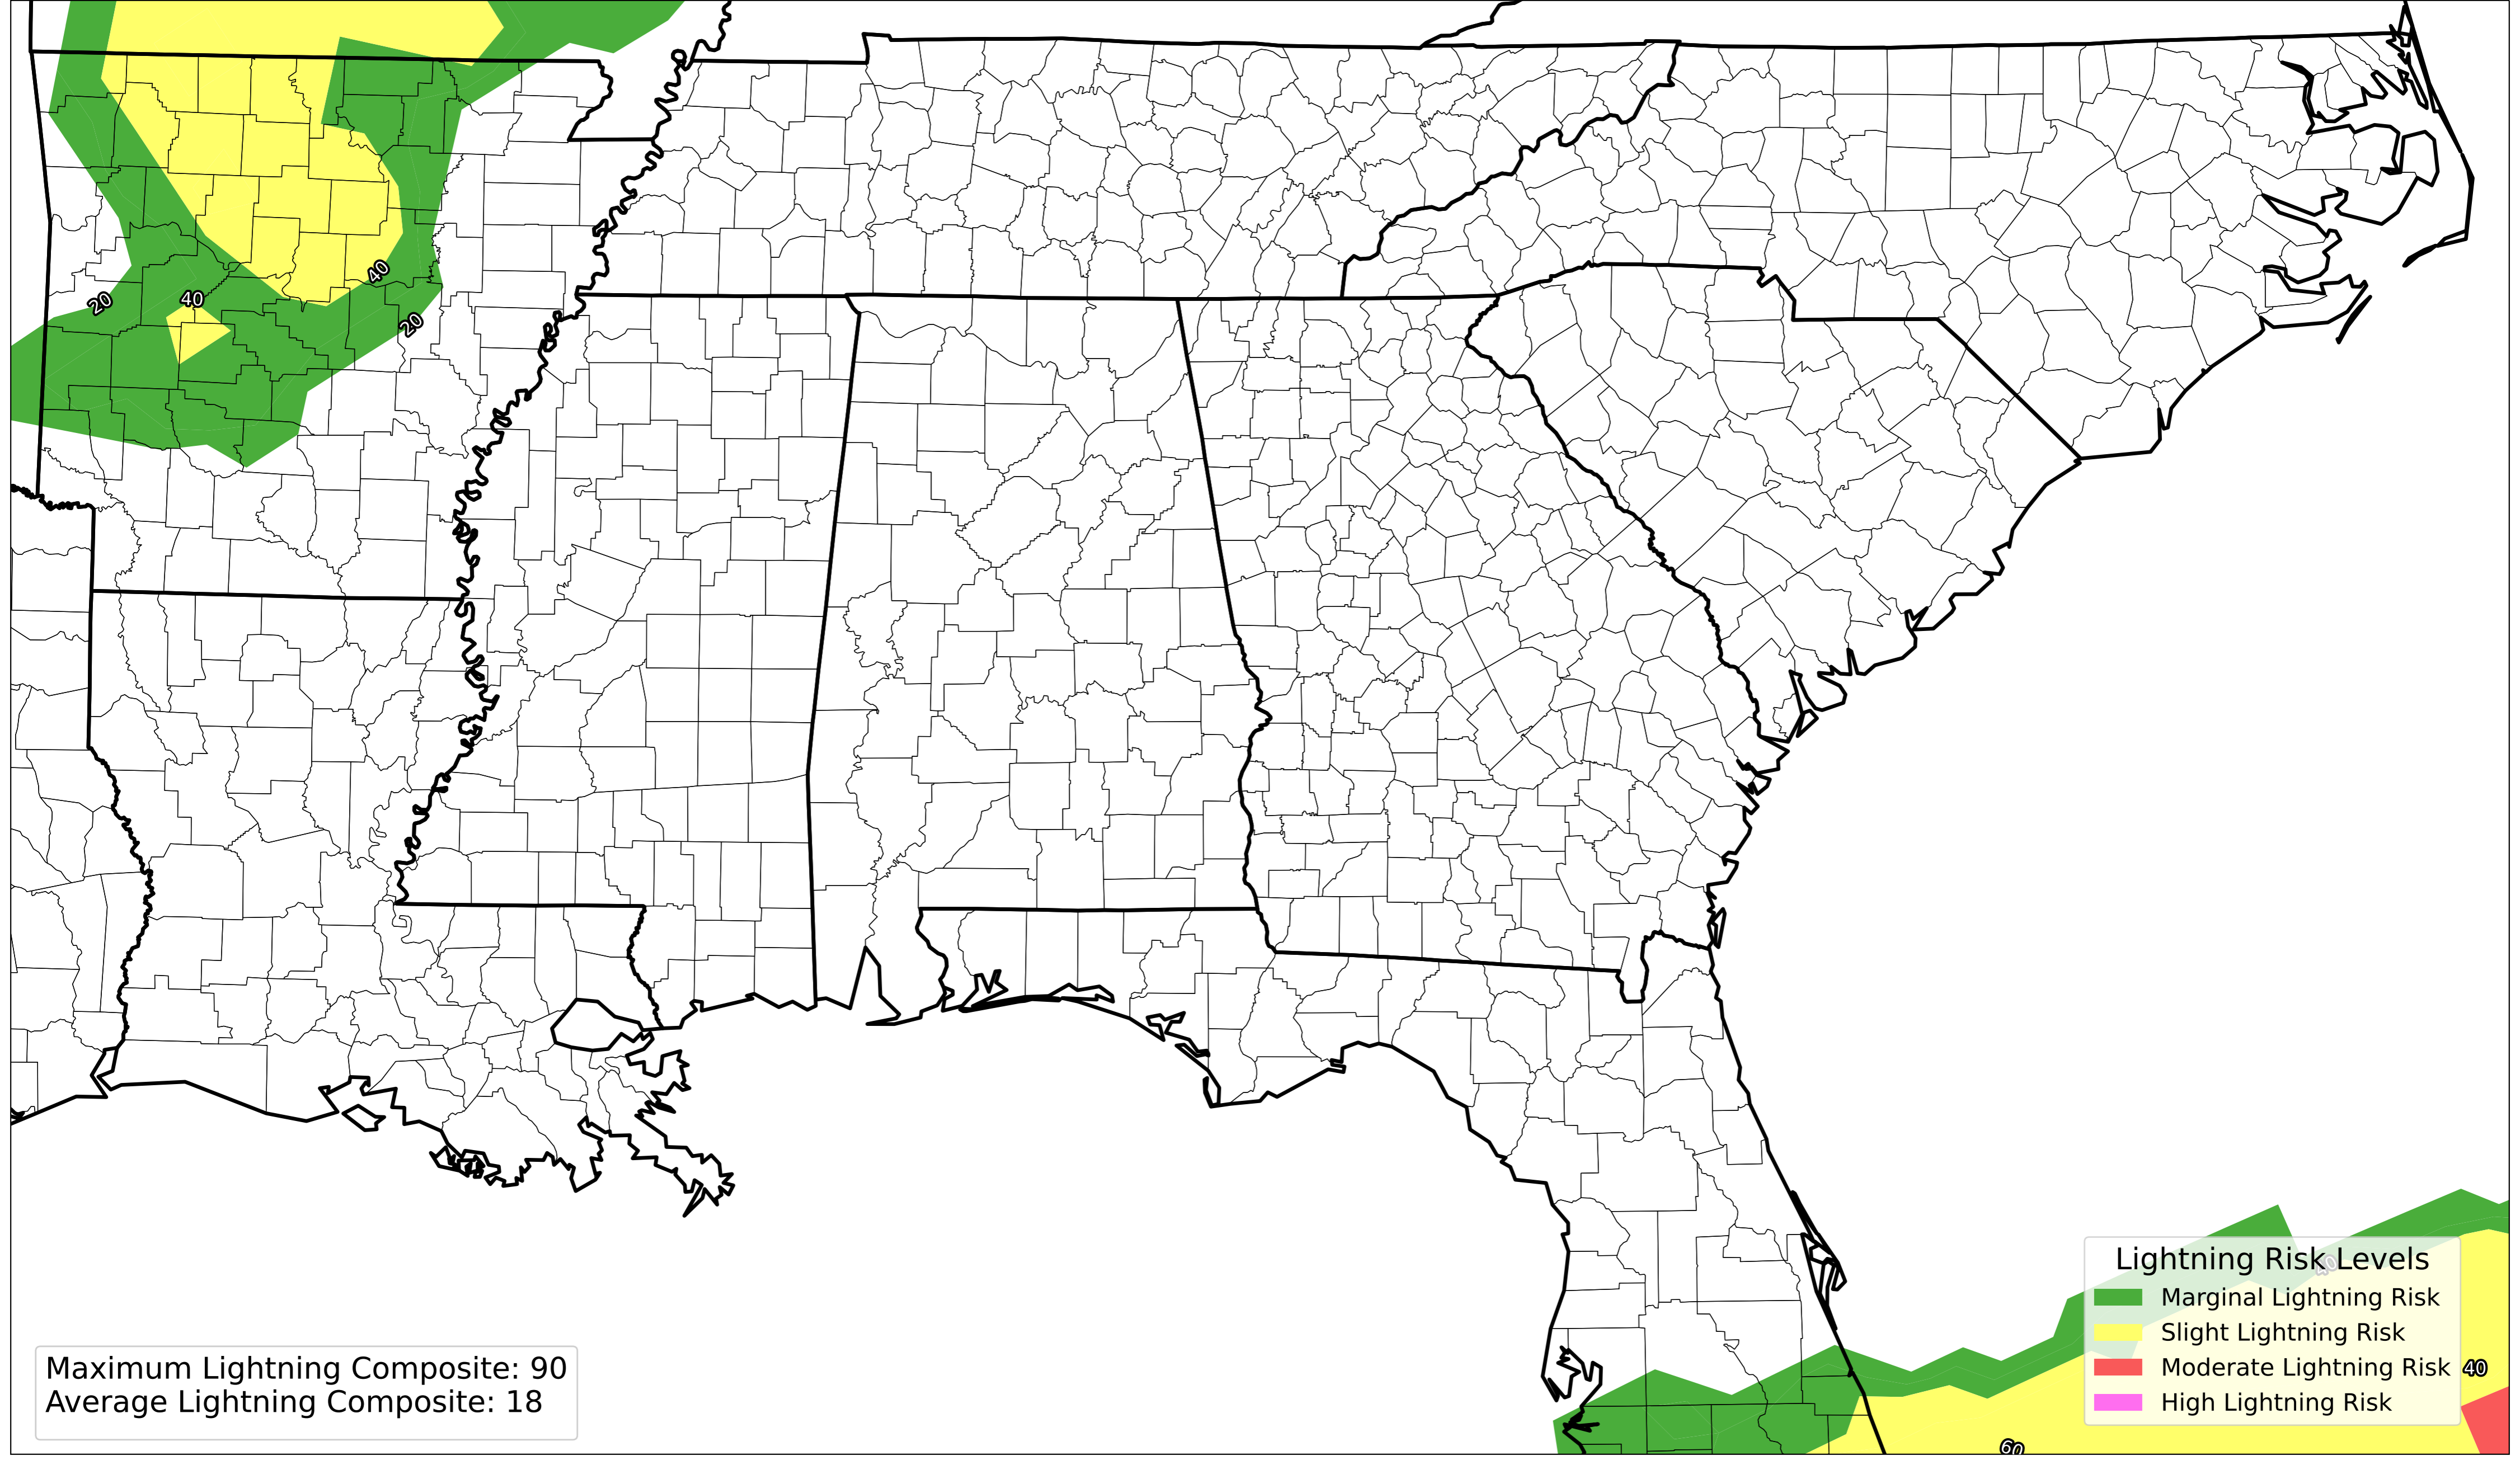 40
20
40
20
40
Lightning Risk Levels
Marginal Lightning Risk
Slight Lightning Risk
Moderate Lightning Risk
High Lightning Risk
40
Maximum Lightning Composite: 90
Average Lightning Composite: 18
60